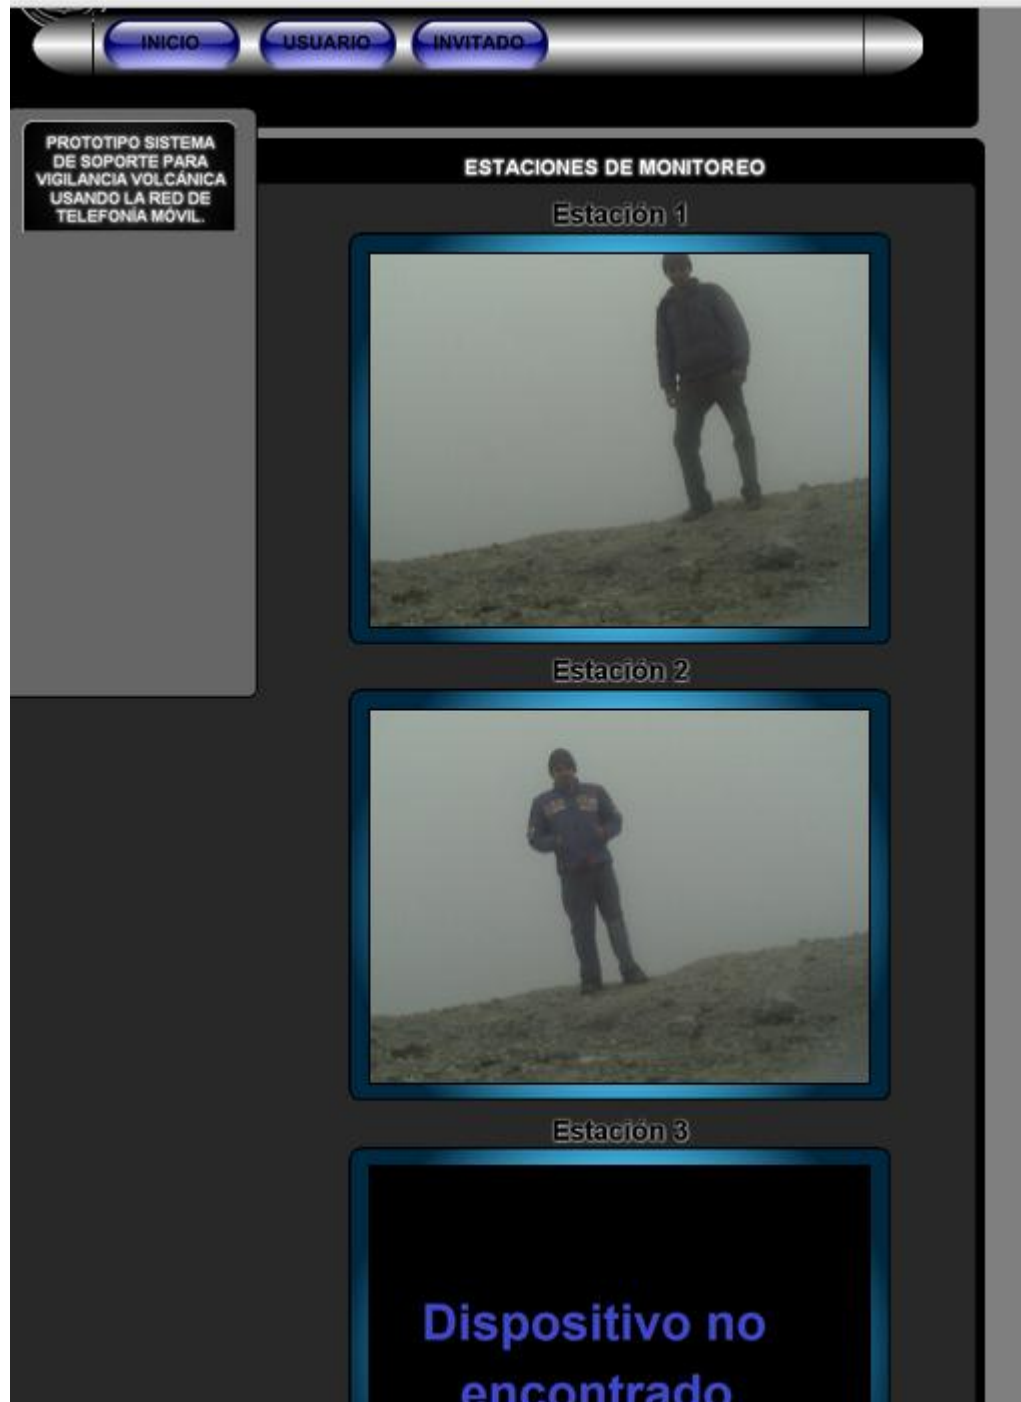 INICIO USUARIO INVITADO
PROTOTIPO SISTEMA
DE SOPORTE PARA
VIGILANCIA VOLCÁNICA
USANDO LA RED DE
TELEFONÍA MÓVIL.
ESTACIONES DE MONITOREO
Estación 1
Estación 2
Estación 3
Dispositivo no
encontrado